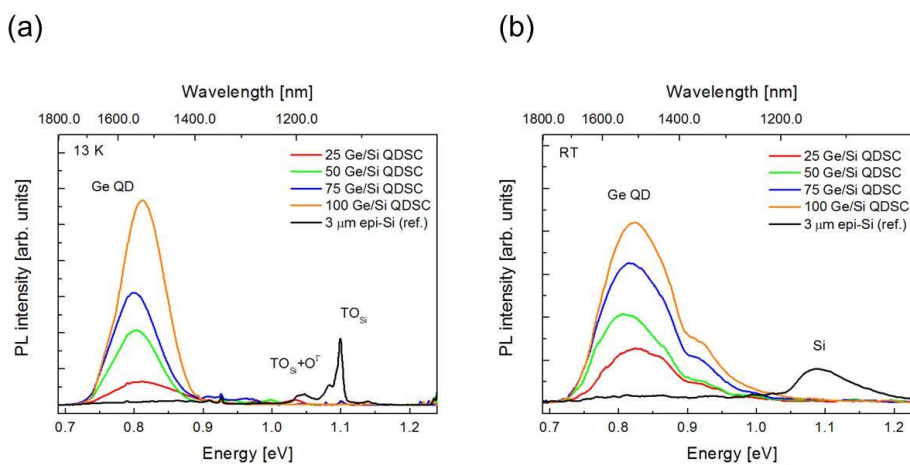 (a)
Wavelength [nm]
1800.0 1600.0 1400.0 1200.0
13 K
25 Ge/Si QDSC
50 Ge/Si QDSC
75 Ge/Si QDSC
100 Ge/Si QDSC
3 μm epi-Si (ref.)
Ge QD
TO_Si
TO_Si+O^Γ
PL intensity [arb. units]
0.7 0.8 0.9 1.0 1.1 1.2
Energy [eV]
(b)
Wavelength [nm]
1800.0 1600.0 1400.0 1200.0
RT
25 Ge/Si QDSC
50 Ge/Si QDSC
75 Ge/Si QDSC
100 Ge/Si QDSC
3 μm epi-Si (ref.)
Ge QD
Si
PL intensity [arb. units]
0.7 0.8 0.9 1.0 1.1 1.2
Energy [eV]